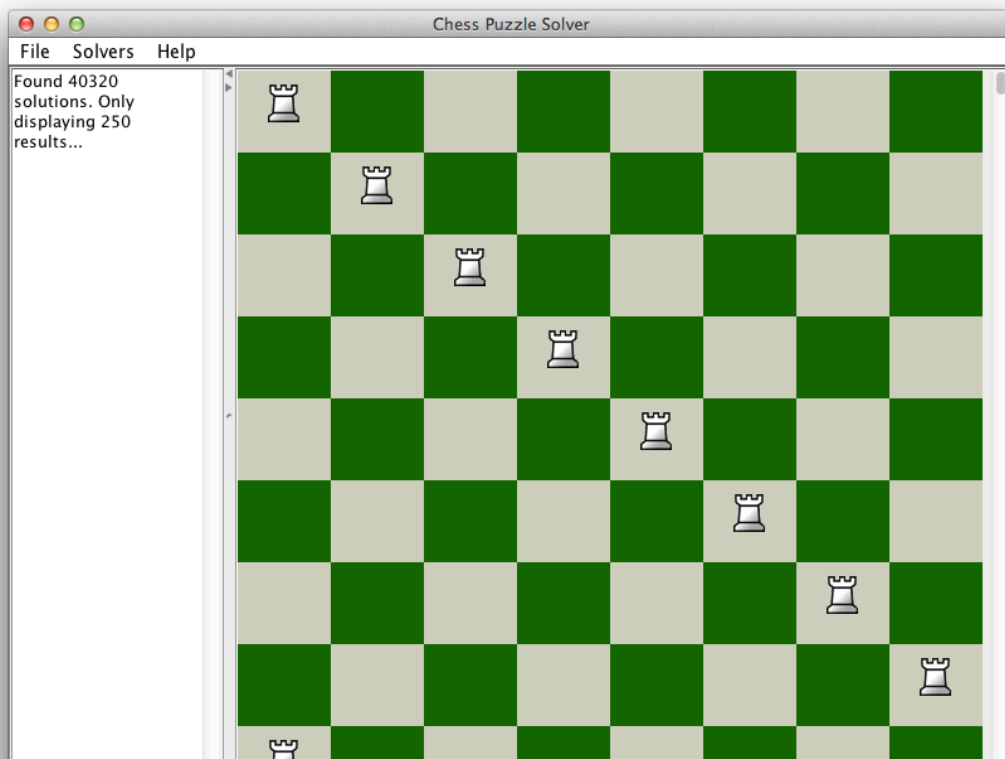 Chess Puzzle Solver
File Solvers Help
Found 40320
solutions. Only
displaying 250
results...